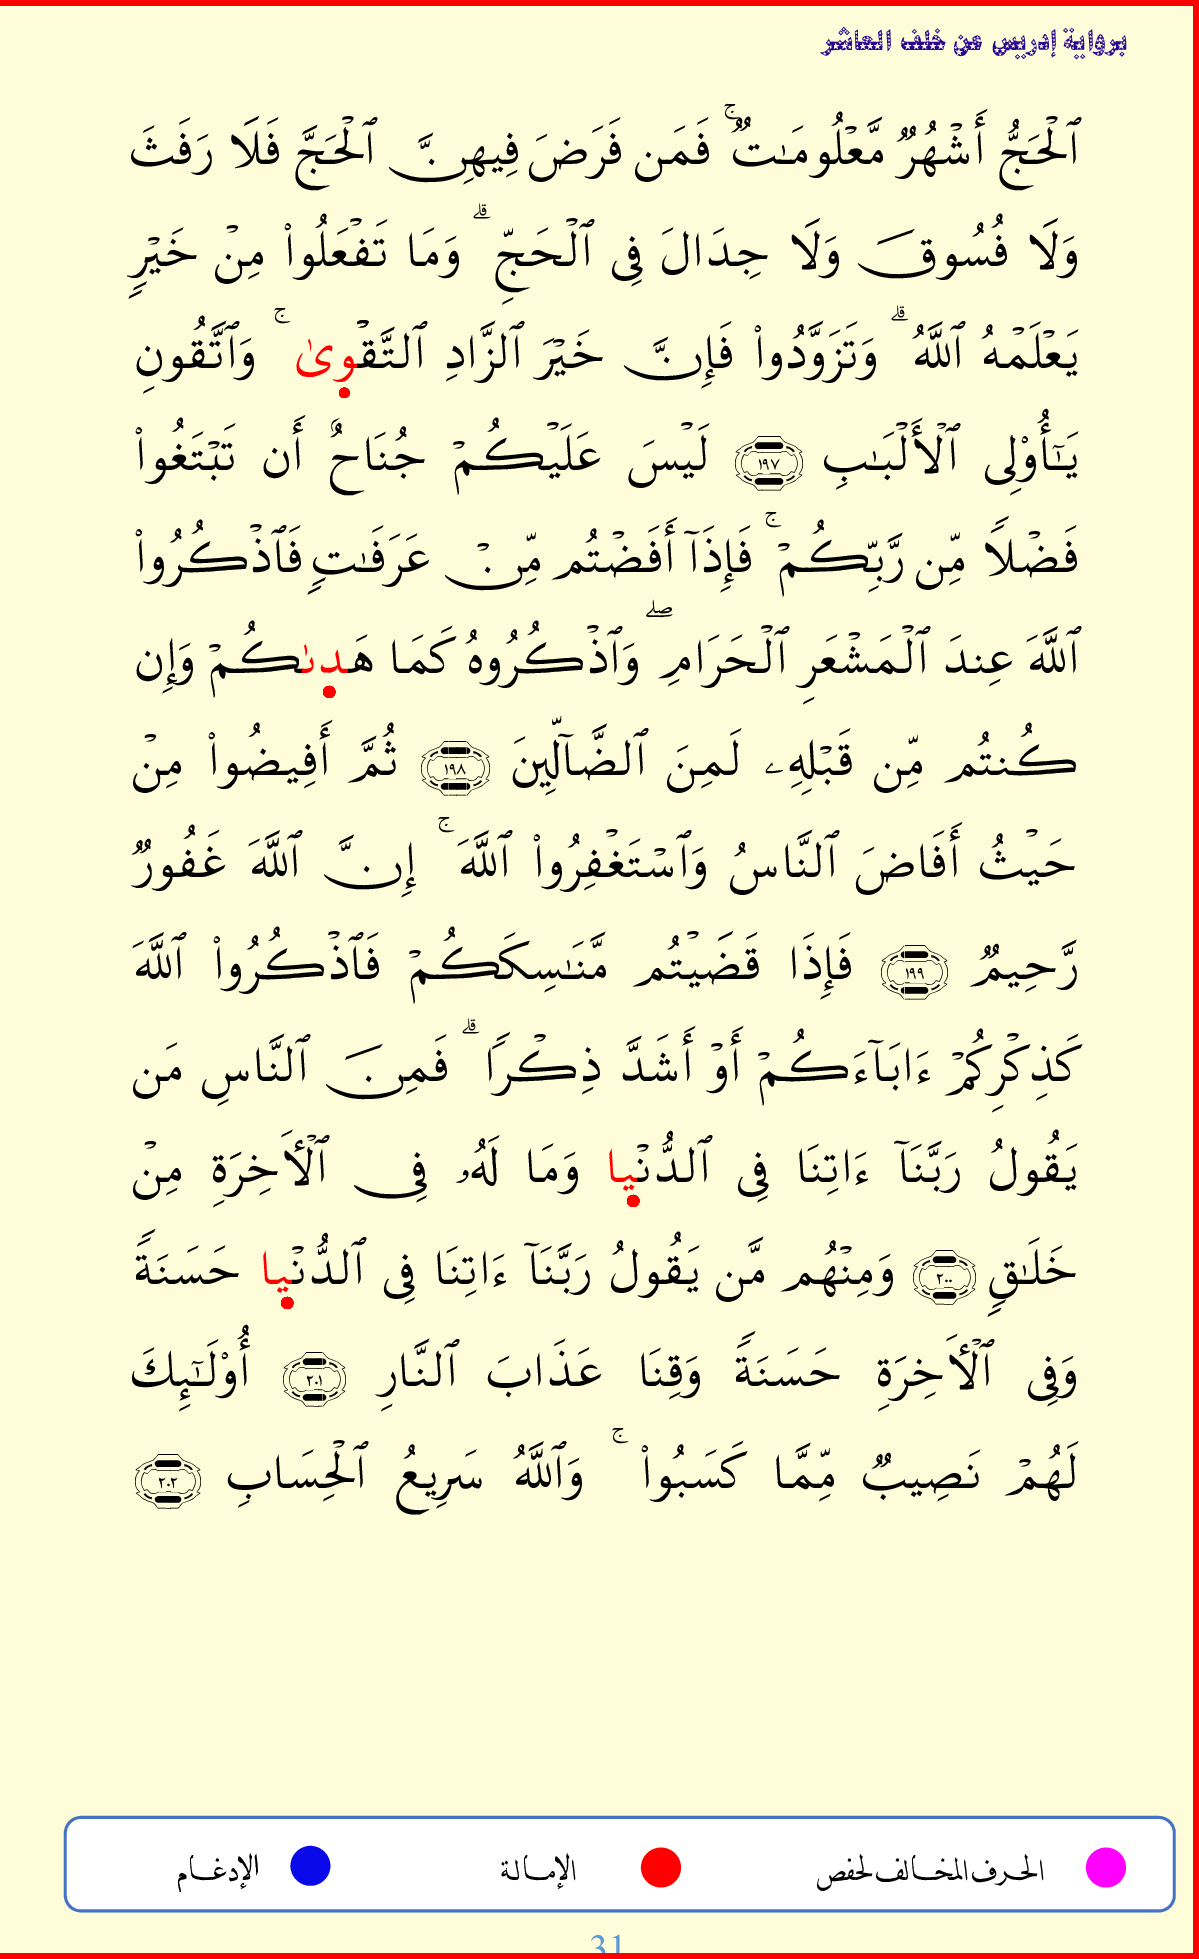 برواية إدريس عن خلف العاشر
ٱلۡحَجُّ أَشۡهُرٞ مَّعۡلُومَٰتٞۚ فَمَن فَرَضَ فِيهِنَّ ٱلۡحَجَّ فَلَا رَفَثَ
وَلَا فُسُوقَ وَلَا جِدَالَ فِي ٱلۡحَجِّۗ وَمَا تَفۡعَلُواْ مِنۡ خَيۡرٖ
يَعۡلَمۡهُ ٱللَّهُۗ وَتَزَوَّدُواْ فَإِنَّ خَيۡرَ ٱلزَّادِ ٱلتَّقۡوىٰۚ وَٱتَّقُونِ
يَٰٓأُوْلِي ٱلۡأَلۡبَٰبِ ١٩٧ لَيۡسَ عَلَيۡكُمۡ جُنَاحٌ أَن تَبۡتَغُواْ
فَضۡلٗا مِّن رَّبِّكُمۡۚ فَإِذَآ أَفَضۡتُم مِّنۡ عَرَفَٰتٖ فَٱذۡكُرُواْ
ٱللَّهَ عِندَ ٱلۡمَشۡعَرِ ٱلۡحَرَامِۖ وَٱذۡكُرُوهُ كَمَا هَدىٰكُمۡ وَإِن
كُنتُم مِّن قَبۡلِهِۦ لَمِنَ ٱلضَّآلِّينَ ١٩٨ ثُمَّ أَفِيضُواْ مِنۡ
حَيۡثُ أَفَاضَ ٱلنَّاسُ وَٱسۡتَغۡفِرُواْ ٱللَّهَۚ إِنَّ ٱللَّهَ غَفُورٞ
رَّحِيمٞ ١٩٩ فَإِذَا قَضَيۡتُم مَّنَٰسِكَكُمۡ فَٱذۡكُرُواْ ٱللَّهَ
كَذِكۡرِكُمۡ ءَابَآءَكُمۡ أَوۡ أَشَدَّ ذِكۡرٗاۗ فَمِنَ ٱلنَّاسِ مَن
يَقُولُ رَبَّنَآ ءَاتِنَا فِي ٱلدُّنۡيا وَمَا لَهُۥ فِي ٱلۡأٓخِرَةِ مِنۡ
خَلَٰقٖ ٢٠٠ وَمِنۡهُم مَّن يَقُولُ رَبَّنَآ ءَاتِنَا فِي ٱلدُّنۡيا حَسَنَةٗ
وَفِي ٱلۡأٓخِرَةِ حَسَنَةٗ وَقِنَا عَذَابَ ٱلنَّارِ ٢٠١ أُوْلَٰٓئِكَ
لَهُمۡ نَصِيبٞ مِّمَّا كَسَبُواْۚ وَٱللَّهُ سَرِيعُ ٱلۡحِسَابِ ٢٠٢
الحرف المخالف لحفص الإمالة الإدغام
31